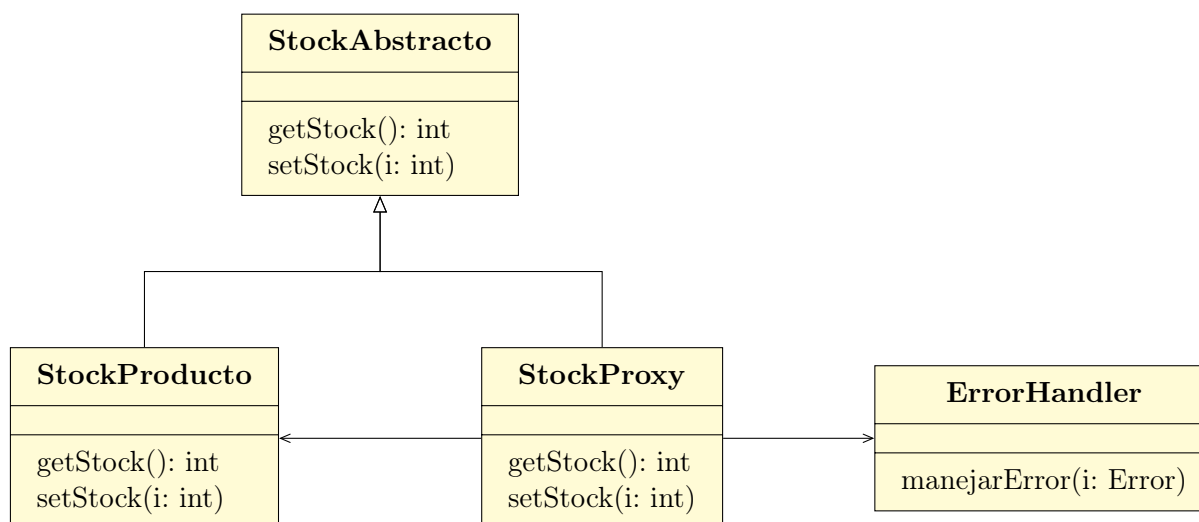 StockAbstracto
getStock(): int
setStock(i: int)
StockProducto
getStock(): int
setStock(i: int)
StockProxy
getStock(): int
setStock(i: int)
ErrorHandler
manejarError(i: Error)